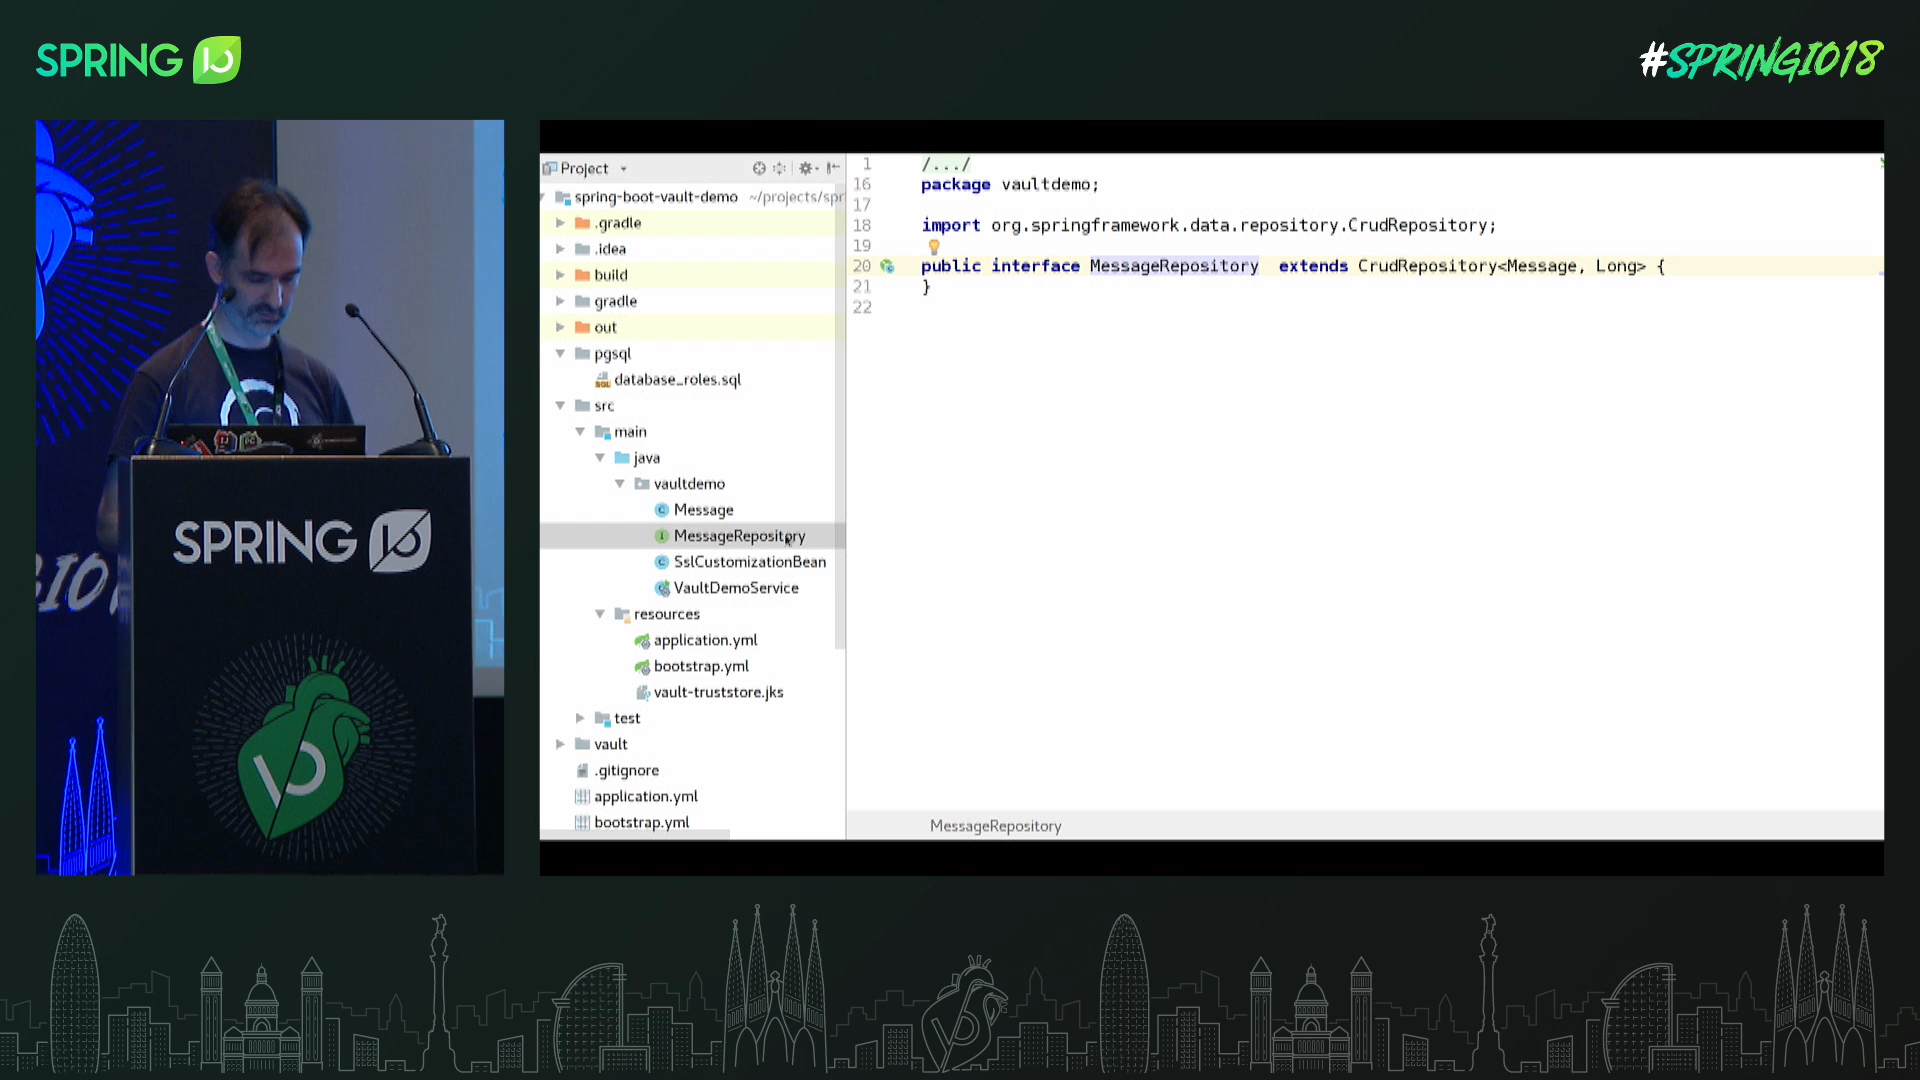 SPRING IO
#SPRINGIO18
Project
spring-boot-vault-demo ~/projects/spr
.gradle
.idea
build
gradle
out
pgsql
database_roles.sql
src
main
java
vaultdemo
Message
MessageRepository
SslCustomizationBean
VaultDemoService
resources
application.yml
bootstrap.yml
vault-truststore.jks
test
vault
.gitignore
application.yml
bootstrap.yml
1 /.../
16 package vaultdemo;
17
18 import org.springframework.data.repository.CrudRepository;
19
20 public interface MessageRepository extends CrudRepository<Message, Long> {
21 }
22
MessageRepository
SPRING IO